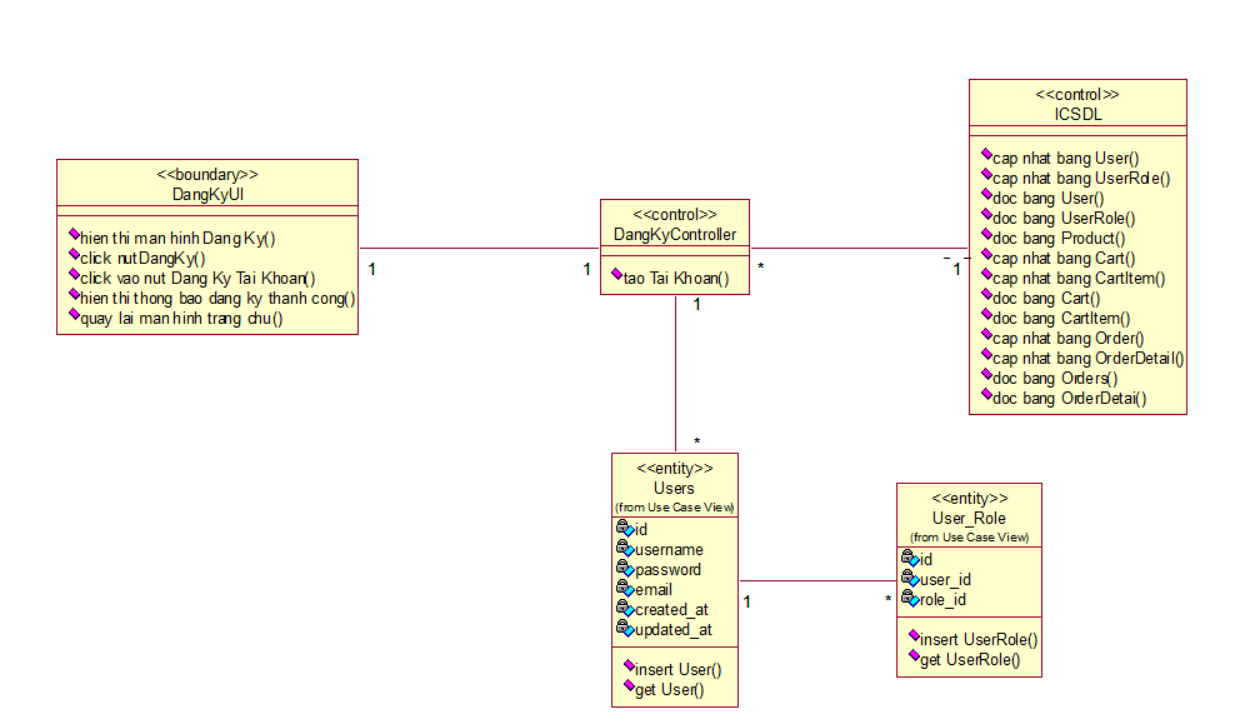 <<boundary>>
DangKyUI
hien thi man hinh Dang Ky()
click nut DangKy()
click vao nut Dang Ky Tai Khoan()
hien thi thong bao dang ky thanh cong()
quay lai man hinh trang chu()
1
1
<<control>>
DangKyController
tao Tai Khoan()
*
1
1
<<control>>
ICSDL
cap nhat bang User()
cap nhat bang UserRole()
doc bang User()
doc bang UserRole()
doc bang Product()
cap nhat bang Cart()
cap nhat bang CartItem()
doc bang Cart()
doc bang CartItem()
cap nhat bang Order()
cap nhat bang OrderDetail()
doc bang Orders()
doc bang OrderDetai()
*
<<entity>>
Users
(from Use Case View)
id
username
password
email
created_at
updated_at
insert User()
get User()
1
*
<<entity>>
User_Role
(from Use Case View)
id
user_id
role_id
insert UserRole()
get UserRole()